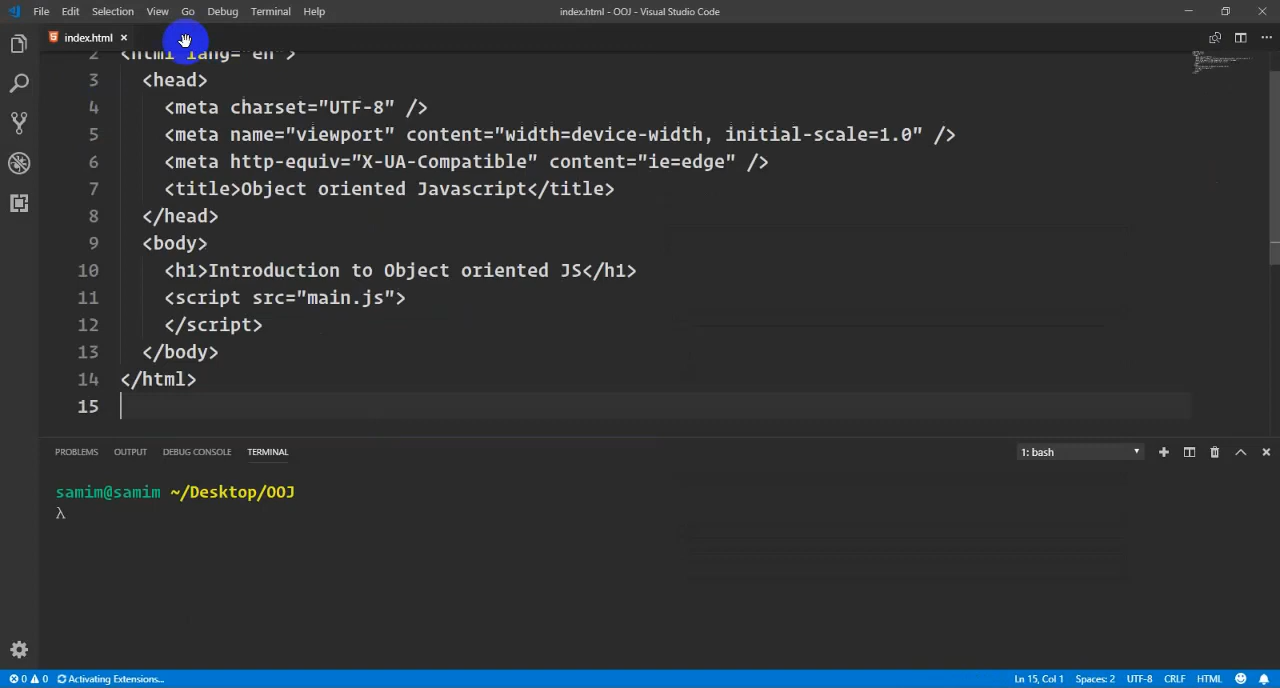 File Edit Selection View Go Debug Terminal Help index.html - OOJ - Visual Studio Code
index.html
2 <html lang="en">
3 <head>
4 <meta charset="UTF-8" />
5 <meta name="viewport" content="width=device-width, initial-scale=1.0" />
6 <meta http-equiv="X-UA-Compatible" content="ie=edge" />
7 <title>Object oriented Javascript</title>
8 </head>
9 <body>
10 <h1>Introduction to Object oriented JS</h1>
11 <script src="main.js">
12 </script>
13 </body>
14 </html>
15
PROBLEMS OUTPUT DEBUG CONSOLE TERMINAL 1: bash
samim@samim ~/Desktop/OOJ
λ
0 0 Activating Extensions... Ln 15, Col 1 Spaces: 2 UTF-8 CRLF HTML